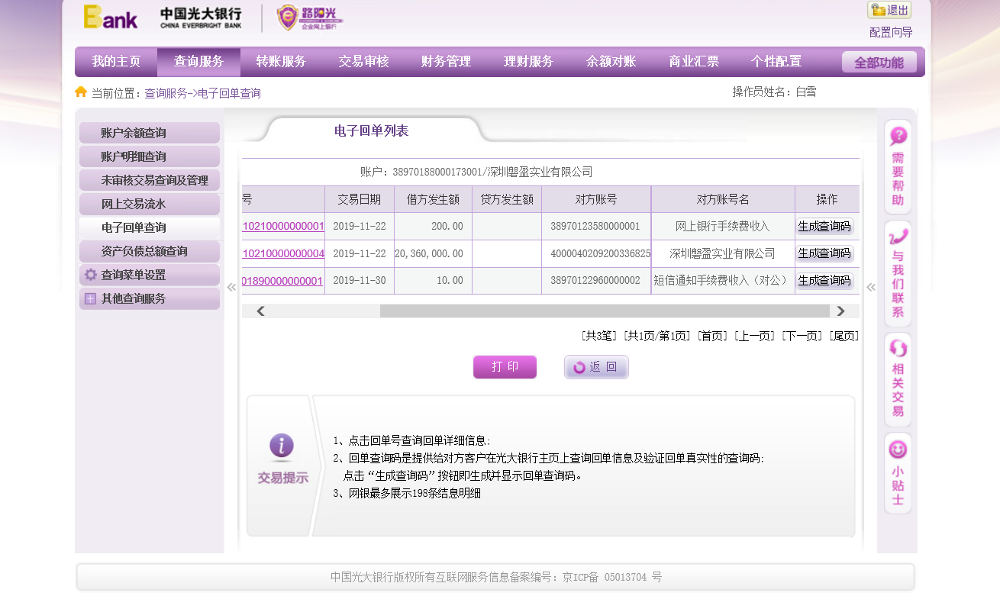 Bank 中国光大银行 CHINA EVERBRIGHT BANK 路阳光 企业网上银行
退出
配置向导
我的主页 查询服务 转账服务 交易审核 财务管理 理财服务 余额对账 商业汇票 个性配置 全部功能
当前位置：查询服务->电子回单查询 操作员姓名：白雪
账户余额查询
账户明细查询
未审核交易查询及管理
网上交易流水
电子回单查询
资产负债总额查询
查询菜单设置
其他查询服务
电子回单列表
账户：38970188000173001/深圳磐盈实业有限公司
号 交易日期 借方发生额 贷方发生额 对方账号 对方账号名 操作
10210000000001 2019-11-22 200.00 38970123580000001 网上银行手续费收入 生成查询码
10210000000004 2019-11-22 20,360,000.00 4000040209200336825 深圳磐盈实业有限公司 生成查询码
01890000000001 2019-11-30 10.00 38970122960000002 短信通知手续费收入（对公） 生成查询码
[共3笔] [共1页/第1页] [首页] [上一页] [下一页] [尾页]
打 印 返 回
交易提示
1、点击回单号查询回单详细信息;
2、回单查询码是提供给对方客户在光大银行主页上查询回单信息及验证回单真实性的查询码;
点击“生成查询码”按钮即生成并显示回单查询码。
3、网银最多展示198条结息明细
需要帮助
与我们联系
相关交易
小贴士
中国光大银行版权所有互联网服务信息备案编号：京ICP备 05013704 号